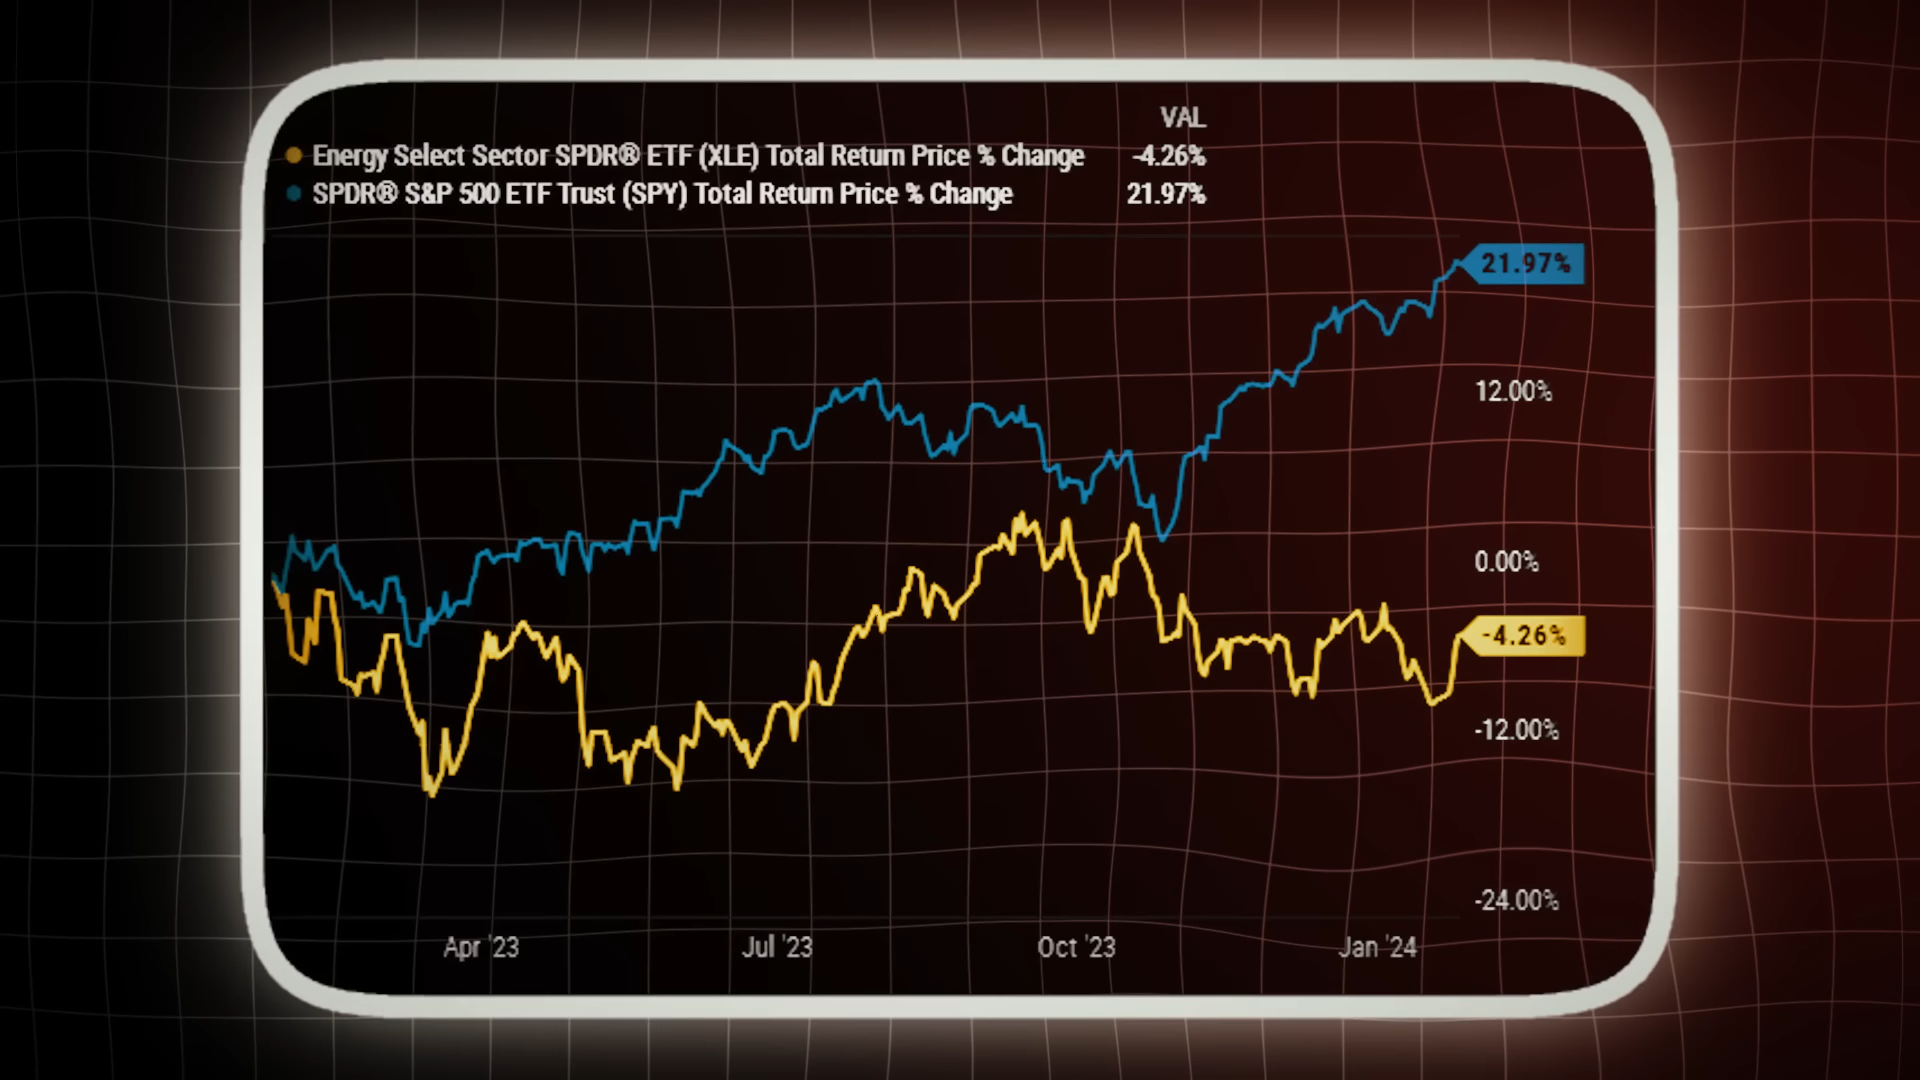 VAL
Energy Select Sector SPDR® ETF (XLE) Total Return Price % Change -4.26%
SPDR® S&P 500 ETF Trust (SPY) Total Return Price % Change 21.97%
21.97%
12.00%
0.00%
-4.26%
-12.00%
-24.00%
Apr '23 Jul '23 Oct '23 Jan '24